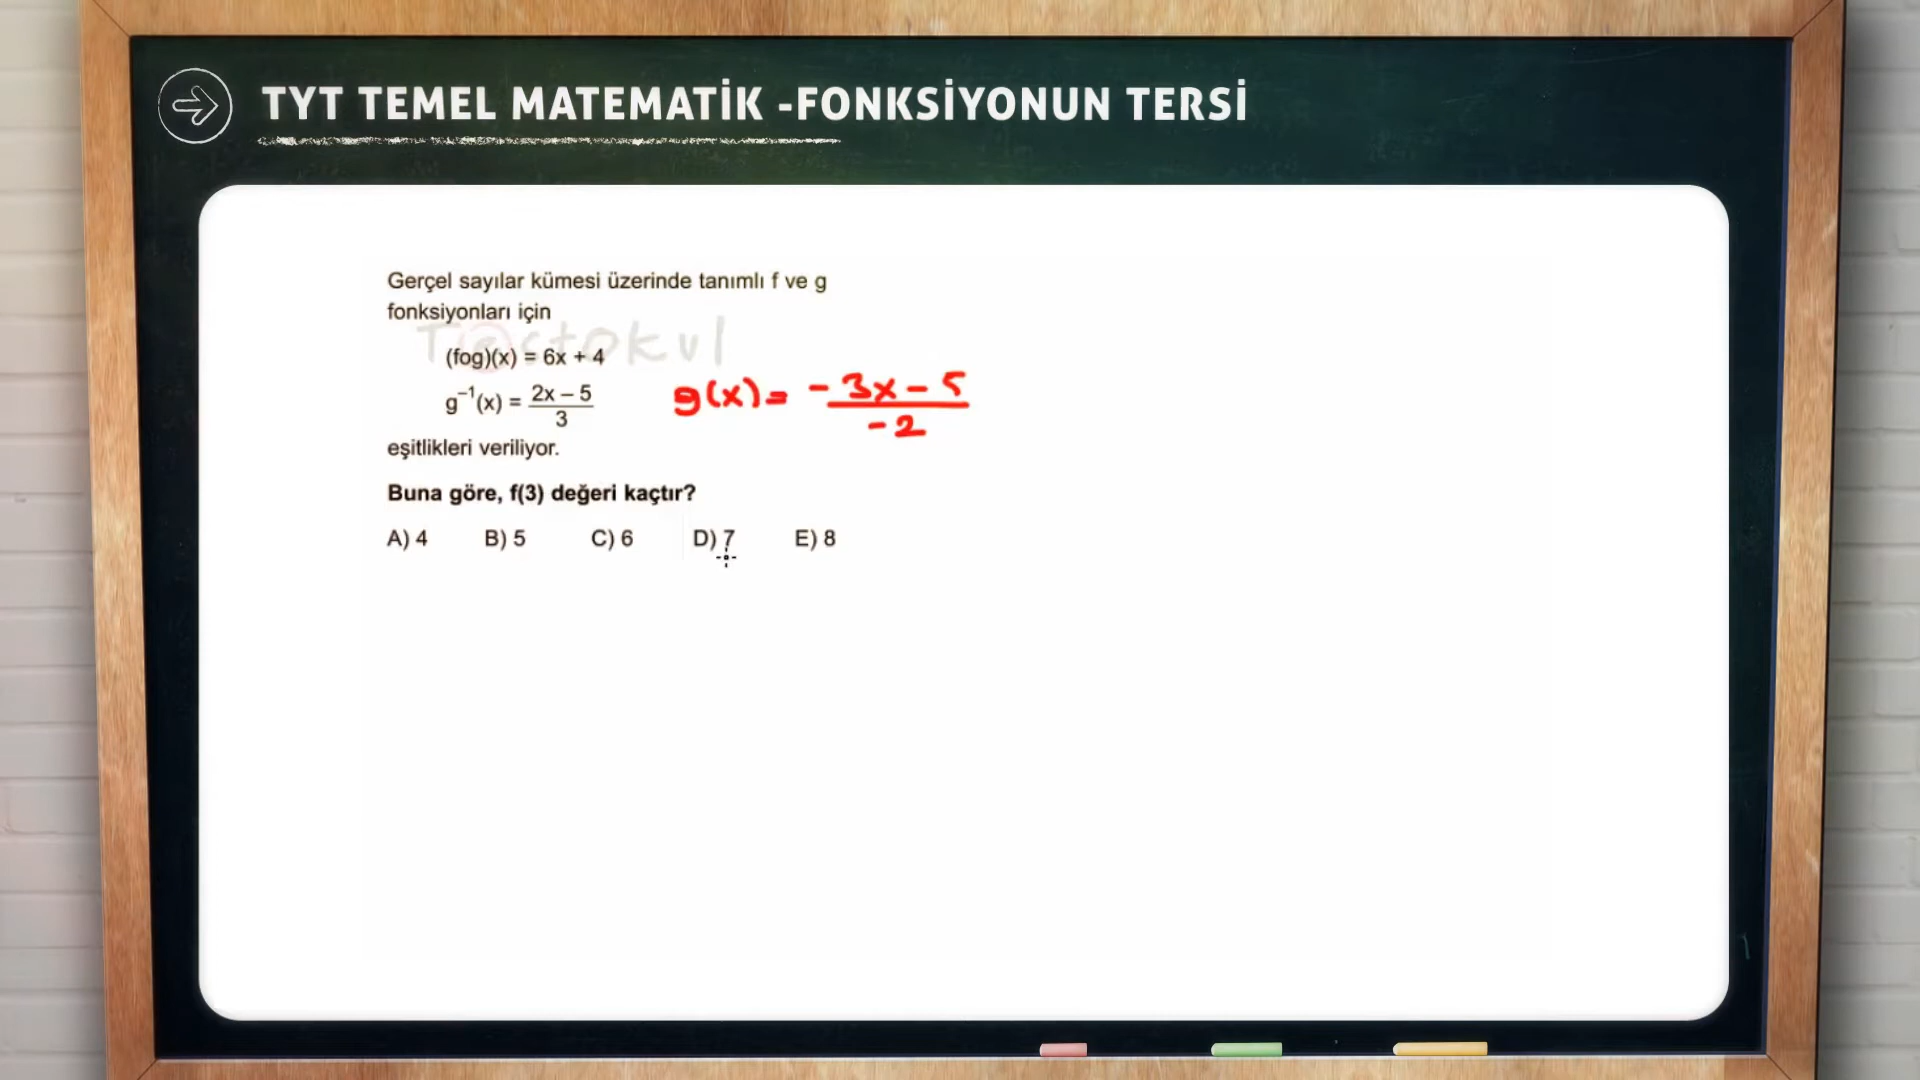 TYT TEMEL MATEMATİK -FONKSİYONUN TERSİ
Gerçel sayılar kümesi üzerinde tanımlı f ve g
fonksiyonları için
(fog)(x) = 6x + 4
g⁻¹(x) = (2x – 5)/3
g(x) = (-3x - 5)/-2
eşitlikleri veriliyor.
Buna göre, f(3) değeri kaçtır?
A) 4 B) 5 C) 6 D) 7 E) 8